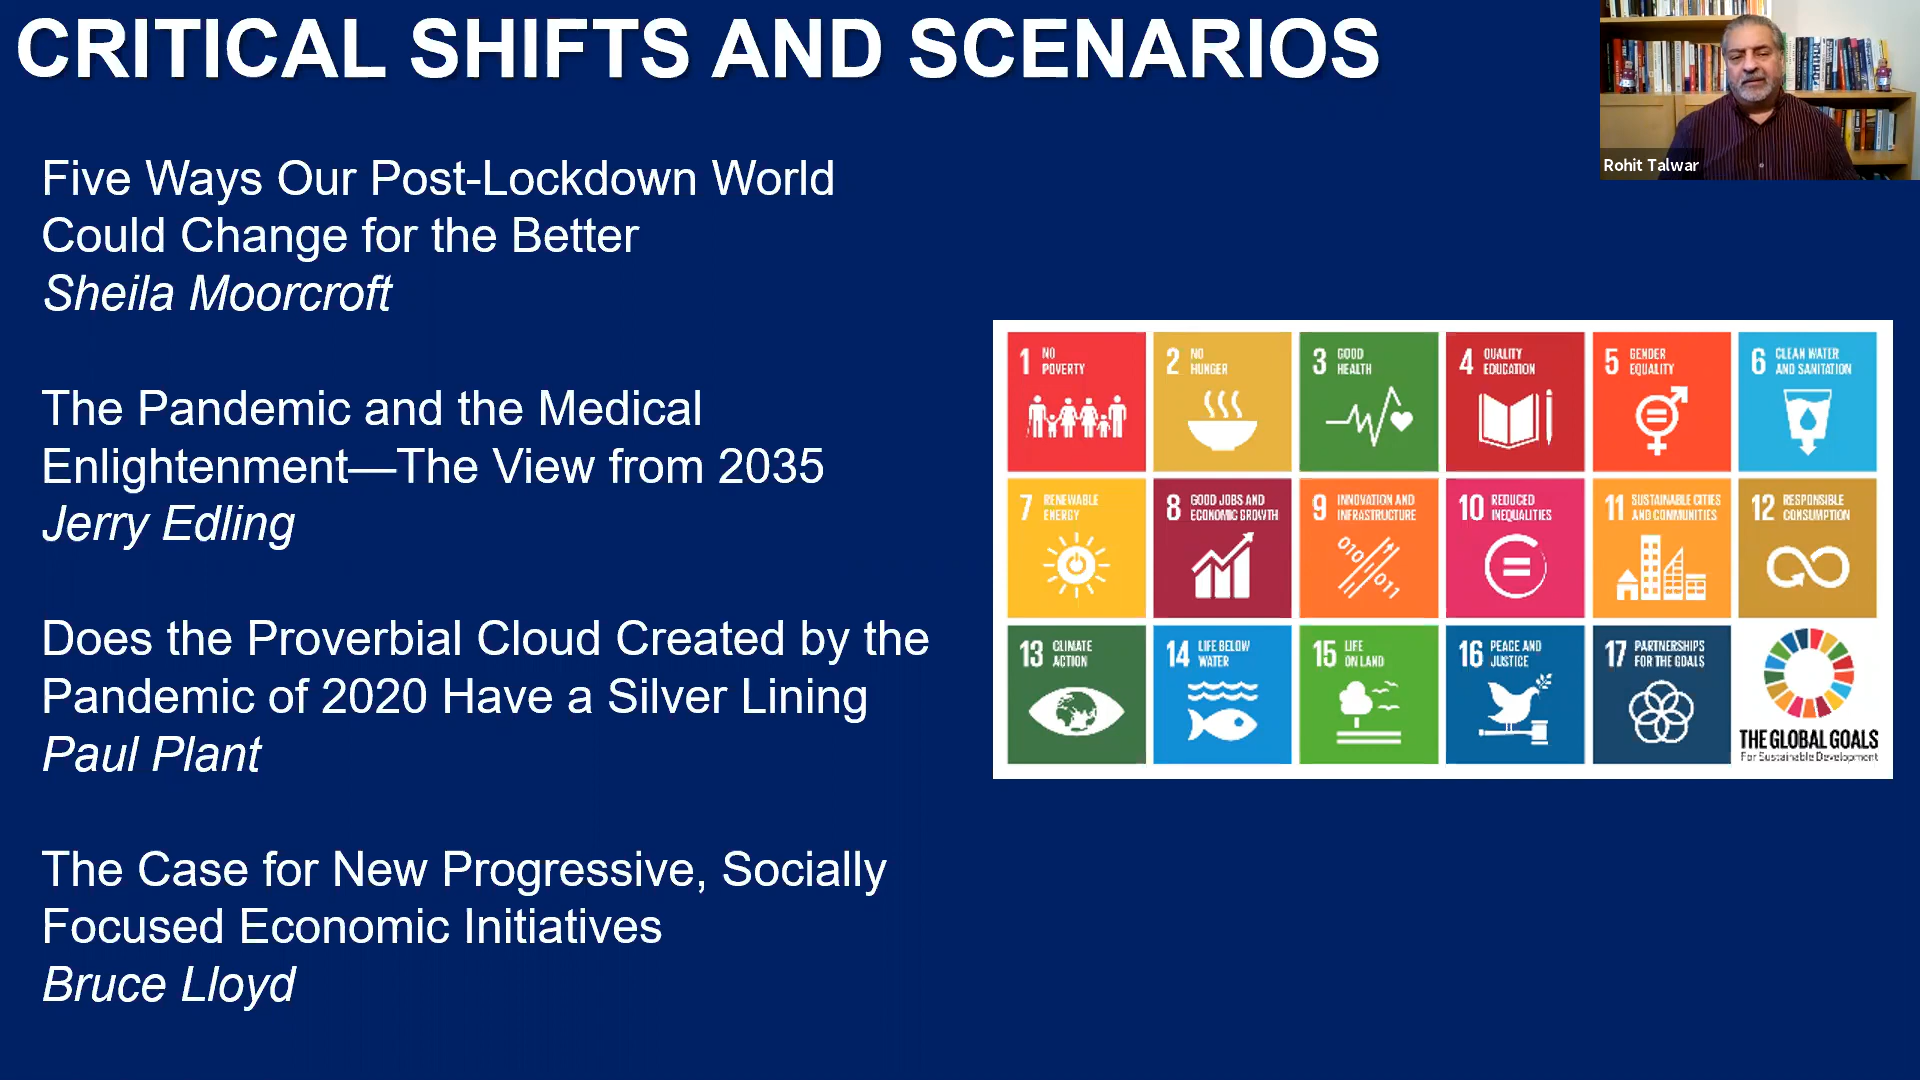 CRITICAL SHIFTS AND SCENARIOS
Rohit Talwar
Five Ways Our Post-Lockdown World
Could Change for the Better
Sheila Moorcroft
The Pandemic and the Medical
Enlightenment—The View from 2035
Jerry Edling
Does the Proverbial Cloud Created by the
Pandemic of 2020 Have a Silver Lining
Paul Plant
The Case for New Progressive, Socially
Focused Economic Initiatives
Bruce Lloyd
1 NO
POVERTY
2 NO
HUNGER
3 GOOD
HEALTH
4 QUALITY
EDUCATION
5 GENDER
EQUALITY
6 CLEAN WATER
AND SANITATION
7 RENEWABLE
ENERGY
8 GOOD JOBS AND
ECONOMIC GROWTH
9 INNOVATION AND
INFRASTRUCTURE
010
011
10 REDUCED
INEQUALITIES
11 SUSTAINABLE CITIES
AND COMMUNITIES
12 RESPONSIBLE
CONSUMPTION
13 CLIMATE
ACTION
14 LIFE BELOW
WATER
15 LIFE
ON LAND
16 PEACE AND
JUSTICE
17 PARTNERSHIPS
FOR THE GOALS
THE GLOBAL GOALS
For Sustainable Development